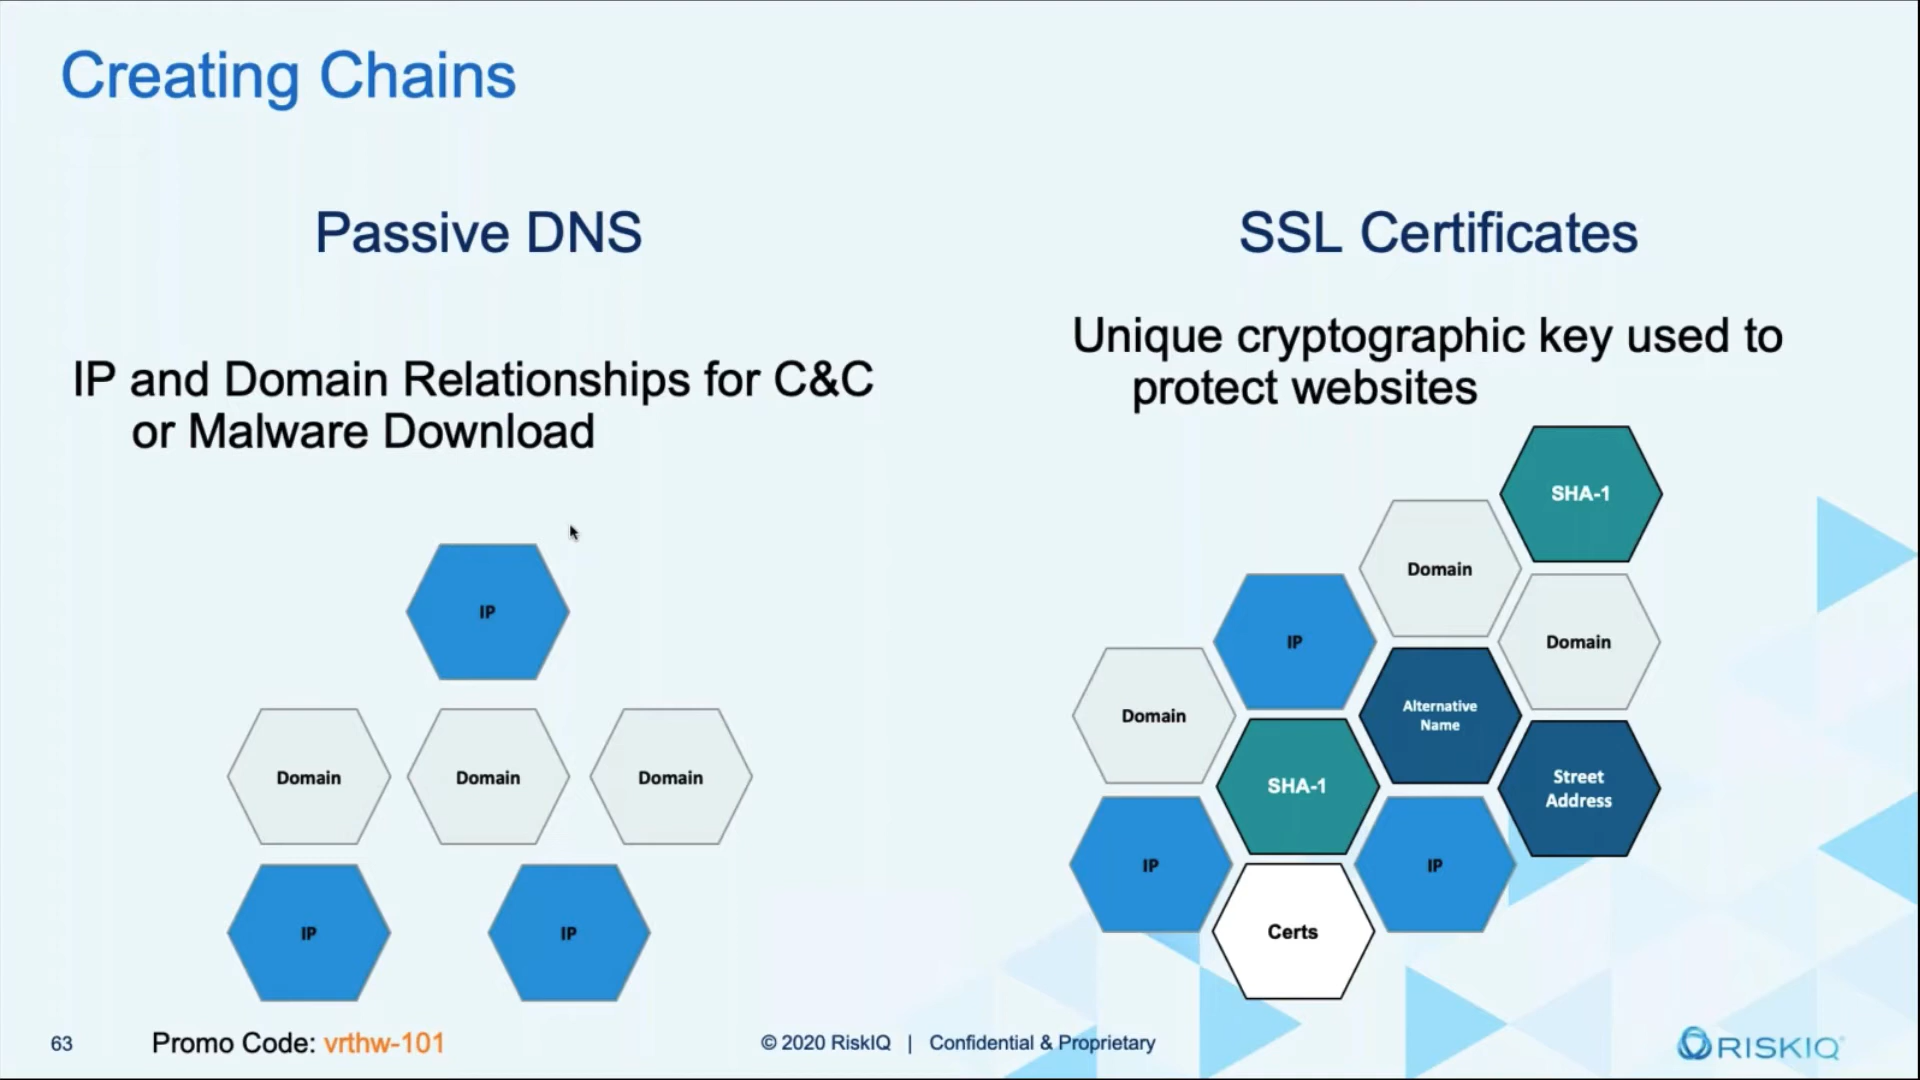 Creating Chains
Passive DNS
IP and Domain Relationships for C&C
or Malware Download
IP
Domain
Domain
Domain
IP
IP
SSL Certificates
Unique cryptographic key used to
protect websites
SHA-1
Domain
IP
Domain
Domain
Alternative
Name
SHA-1
Street
Address
IP
IP
Certs
63
Promo Code: vrthw-101
© 2020 RiskIQ | Confidential & Proprietary
RISKIQ